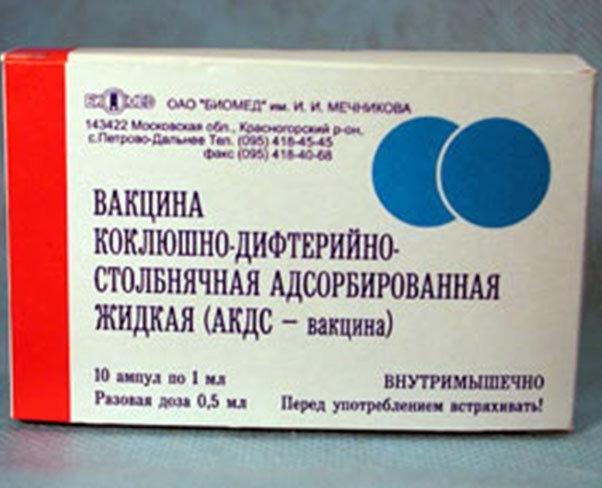 БИОМЕД ОАО "БИОМЕД" им. И. И. МЕЧНИКОВА
143422 Московская обл., Красногорский р-он,
с.Петрово-Дальнее Тел. (095) 418-45-45
факс (095) 418-40-68
ВАКЦИНА
КОКЛЮШНО-ДИФТЕРИЙНО-
СТОЛБНЯЧНАЯ АДСОРБИРОВАННАЯ
ЖИДКАЯ (АКДС – вакцина)
10 ампул по 1 мл
ВНУТРИМЫШЕЧНО
Разовая доза 0,5 мл
Перед употреблением встряхивать!